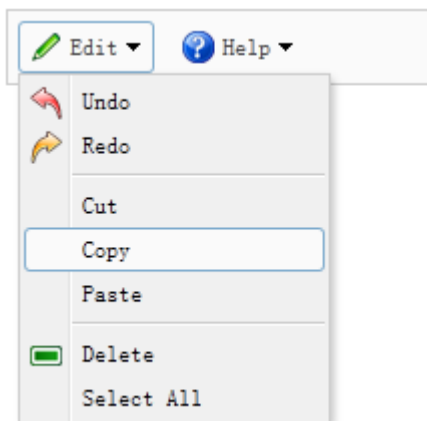 Edit Help
Undo
Redo
Cut
Copy
Paste
Delete
Select All